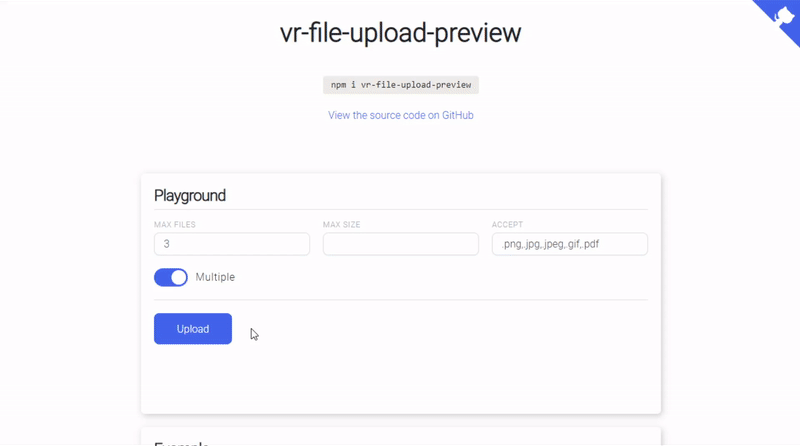 vr-file-upload-preview
npm i vr-file-upload-preview
View the source code on GitHub
Playground
MAX FILES MAX SIZE ACCEPT
3 .png,.jpg,.jpeg,.gif,.pdf
Multiple
Upload